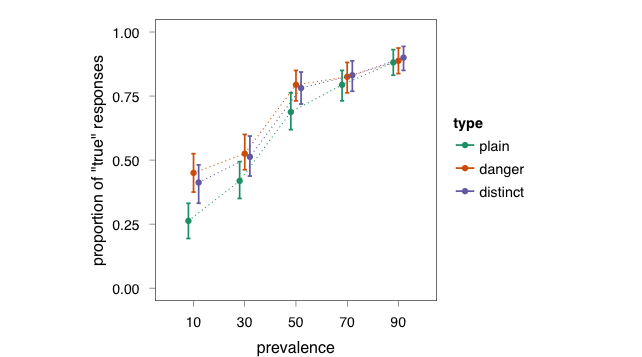 1.00
0.75
0.50
0.25
0.00
proportion of "true" responses
10 30 50 70 90
prevalence
type
plain
danger
distinct